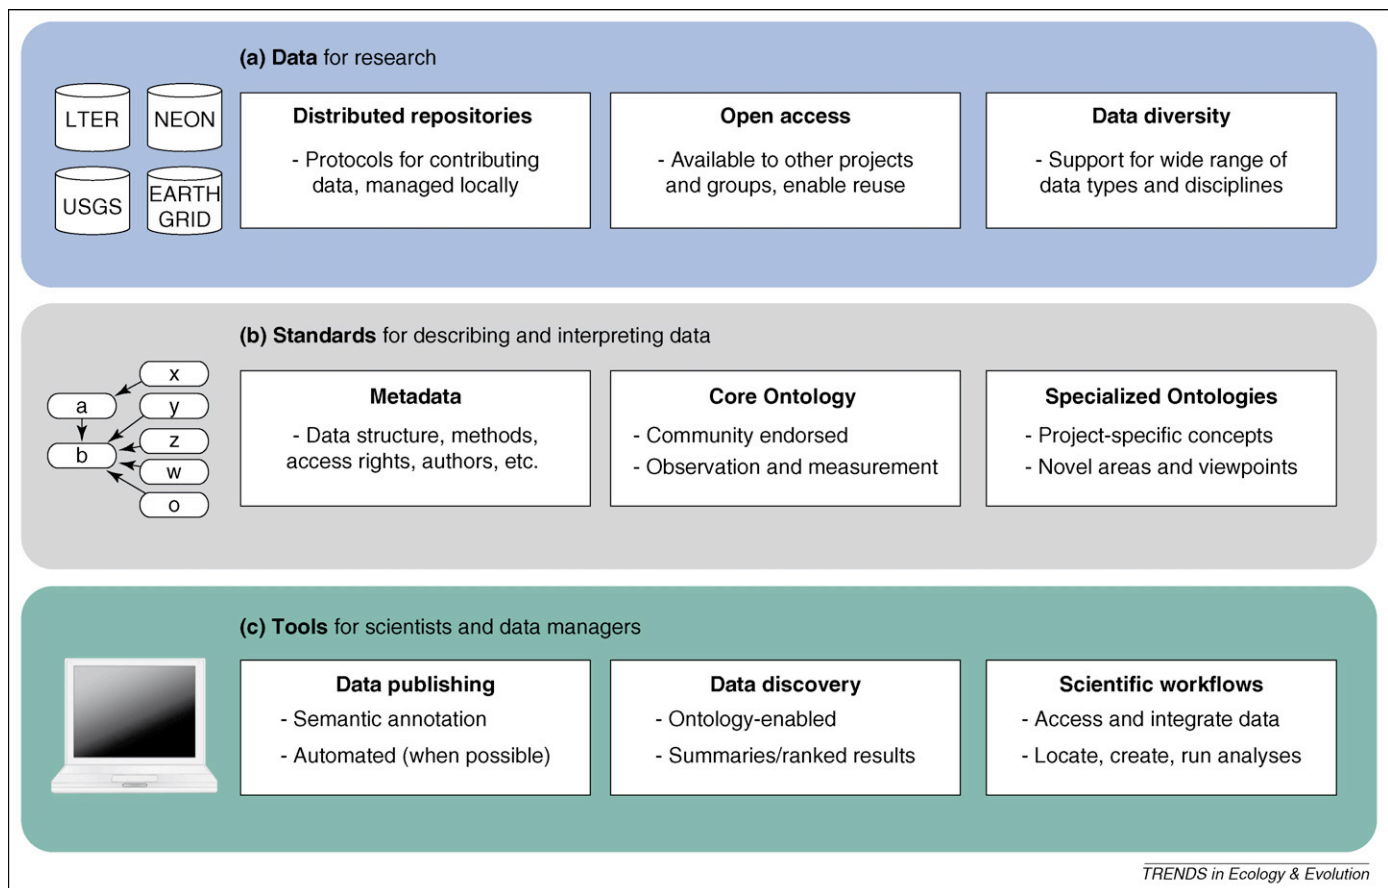 (a) Data for research
LTER
NEON
USGS
EARTH
GRID
Distributed repositories
- Protocols for contributing
data, managed locally
Open access
- Available to other projects
and groups, enable reuse
Data diversity
- Support for wide range of
data types and disciplines
(b) Standards for describing and interpreting data
x
a
y
z
b
w
o
Metadata
- Data structure, methods,
access rights, authors, etc.
Core Ontology
- Community endorsed
- Observation and measurement
Specialized Ontologies
- Project-specific concepts
- Novel areas and viewpoints
(c) Tools for scientists and data managers
Data publishing
- Semantic annotation
- Automated (when possible)
Data discovery
- Ontology-enabled
- Summaries/ranked results
Scientific workflows
- Access and integrate data
- Locate, create, run analyses
TRENDS in Ecology & Evolution